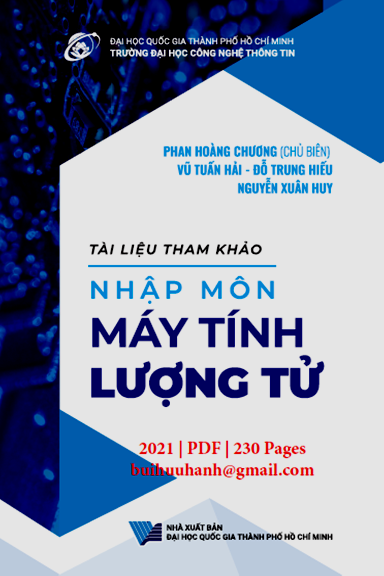 ĐẠI HỌC QUỐC GIA THÀNH PHỐ HỒ CHÍ MINH
TRƯỜNG ĐẠI HỌC CÔNG NGHỆ THÔNG TIN
PHAN HOÀNG CHƯƠNG (CHỦ BIÊN)
VŨ TUẤN HẢI - ĐỖ TRUNG HIẾU
NGUYỄN XUÂN HUY
TÀI LIỆU THAM KHẢO
NHẬP MÔN
MÁY TÍNH
LƯỢNG TỬ
2021 | PDF | 230 Pages
buihuuhanh@gmail.com
NHÀ XUẤT BẢN
ĐẠI HỌC QUỐC GIA THÀNH PHỐ HỒ CHÍ MINH